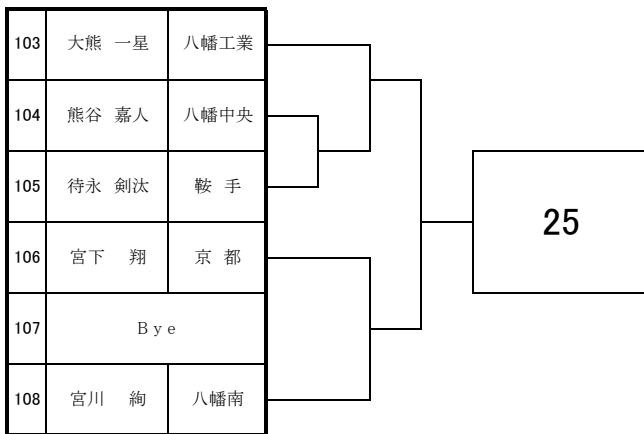 103 大熊 一星 八幡工業
104 熊谷 嘉人 八幡中央
105 待永 剣汰 鞍 手
106 宮下 翔 京 都
107 Ｂｙｅ
108 宮川 絢 八幡南
25